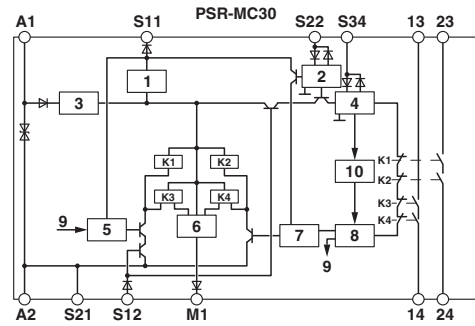 PSR-MC30
A1 S11 S22 S34 13 23
1 2
3 4
K1 K2 K1
10 K2
K3 K4 K3
9 5 6 7 8 K4
9
A2 S21 S12 M1 14 24